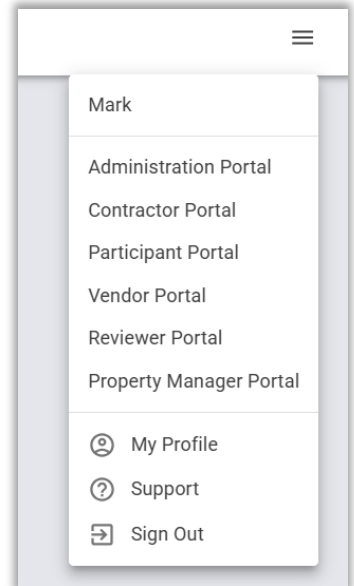 Mark
Administration Portal
Contractor Portal
Participant Portal
Vendor Portal
Reviewer Portal
Property Manager Portal
My Profile
Support
Sign Out